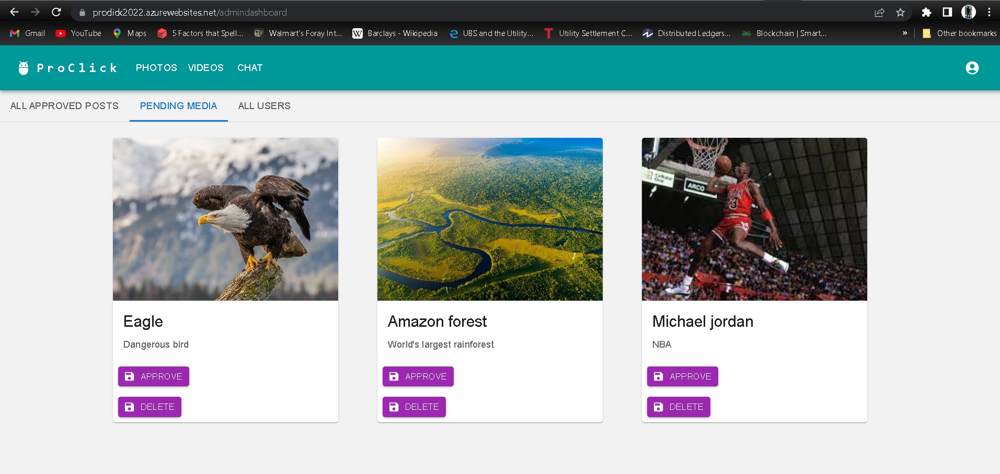 prodick2022.azurewebsites.net/admindashboard
Gmail YouTube Maps 5 Factors that Spell... Walmart's Foray Int... Barclays - Wikipedia UBS and the Utility... Utility Settlement C... Distributed Ledgers... Blockchain | Smart... » Other bookmarks
ProClick PHOTOS VIDEOS CHAT
ALL APPROVED POSTS PENDING MEDIA ALL USERS
ARCO
Eagle
Dangerous bird
APPROVE
DELETE
Amazon forest
World's largest rainforest
APPROVE
DELETE
Michael jordan
NBA
APPROVE
DELETE